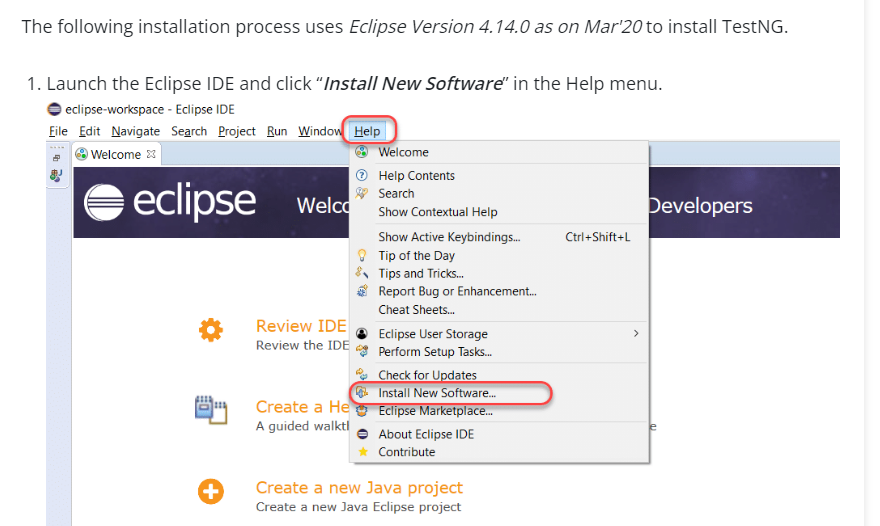 The following installation process uses Eclipse Version 4.14.0 as on Mar'20 to install TestNG.
1. Launch the Eclipse IDE and click “Install New Software” in the Help menu.
eclipse-workspace - Eclipse IDE
File Edit Navigate Search Project Run Window Help
Welcome
eclipse Welco Developers
Welcome
Help Contents
Search
Show Contextual Help
Show Active Keybindings... Ctrl+Shift+L
Tip of the Day
Tips and Tricks...
Report Bug or Enhancement...
Cheat Sheets...
Eclipse User Storage
Perform Setup Tasks...
Check for Updates
Install New Software...
Eclipse Marketplace...
About Eclipse IDE
Contribute
Review IDE
Review the IDE
Create a He
A guided walkt e
Create a new Java project
Create a new Java Eclipse project